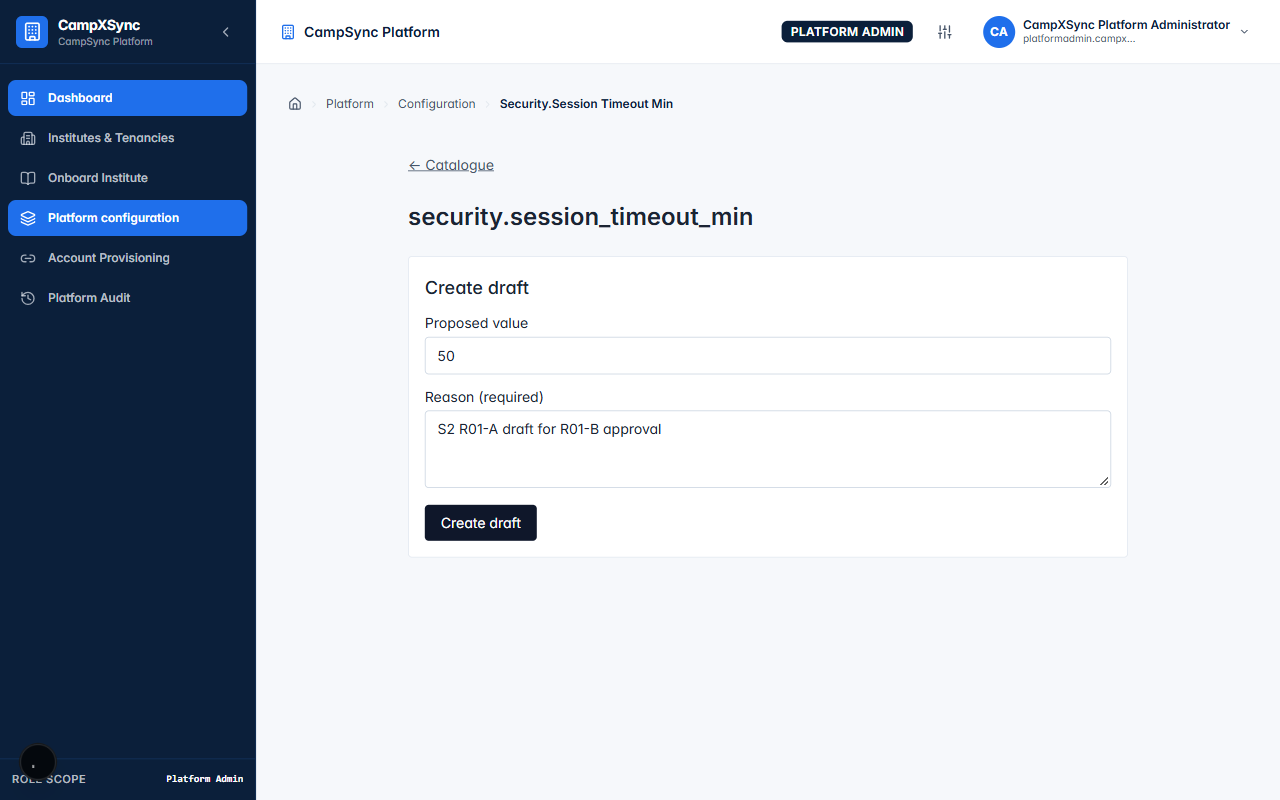 CampXSync
CampSync Platform
CampSync Platform
PLATFORM ADMIN
CA
CampXSync Platform Administrator
platformadmin.campx...
Dashboard
Institutes & Tenancies
Onboard Institute
Platform configuration
Account Provisioning
Platform Audit
Platform
Configuration
Security.Session Timeout Min
← Catalogue
security.session_timeout_min
Create draft
Proposed value
50
Reason (required)
S2 R01-A draft for R01-B approval
Create draft
ROLE SCOPE
Platform Admin